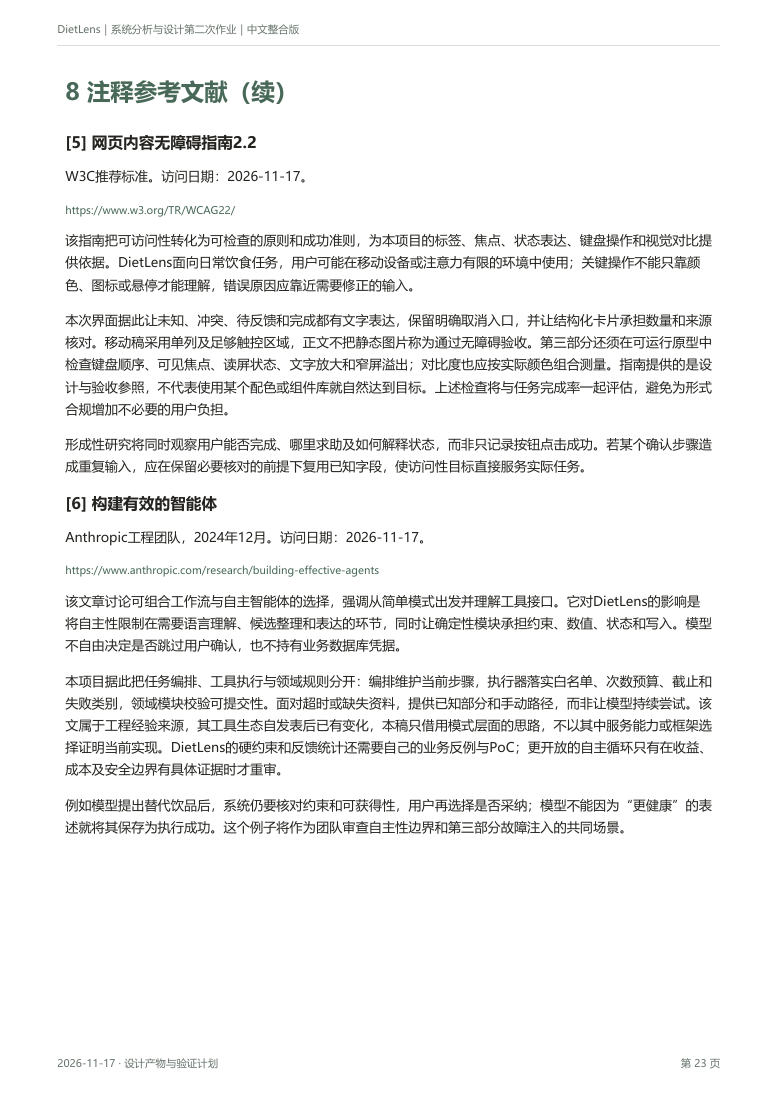 DietLens | 系统分析与设计第二次作业 | 中文整合版
8 注释参考文献（续）
[5] 网页内容无障碍指南2.2
W3C推荐标准。访问日期：2026-11-17。
https://www.w3.org/TR/WCAG22/
该指南把可访问性转化为可检查的原则和成功准则，为本项目的标签、焦点、状态表达、键盘操作和视觉对比提
供依据。DietLens面向日常饮食任务，用户可能在移动设备或注意力有限的环境中使用；关键操作不能只靠颜
色、图标或悬停才能理解，错误原因应靠近需要修正的输入。
本次界面据此让未知、冲突、待反馈和完成都有文字表达，保留明确取消入口，并让结构化卡片承担数量和来源
核对。移动稿采用单列及足够触控区域，正文不把静态图片称为通过无障碍验收。第三部分还须在可运行原型中
检查键盘顺序、可见焦点、读屏状态、文字放大和窄屏溢出；对比度也应按实际颜色组合测量。指南提供的是设
计与验收参照，不代表使用某个配色或组件库就自然达到目标。上述检查将与任务完成率一起评估，避免为形式
合规增加不必要的用户负担。
形成性研究将同时观察用户能否完成、哪里求助及如何解释状态，而非只记录按钮点击成功。若某个确认步骤造
成重复输入，应在保留必要核对的前提下复用已知字段，使访问性目标直接服务实际任务。
[6] 构建有效的智能体
Anthropic工程团队，2024年12月。访问日期：2026-11-17。
https://www.anthropic.com/research/building-effective-agents
该文章讨论可组合工作流与自主智能体的选择，强调从简单模式出发并理解工具接口。它对DietLens的影响是
将自主性限制在需要语言理解、候选整理和表达的环节，同时让确定性模块承担约束、数值、状态和写入。模型
不自由决定是否跳过用户确认，也不持有业务数据库凭据。
本项目据此把任务编排、工具执行与领域规则分开：编排维护当前步骤，执行器落实白名单、次数预算、截止和
失败类别，领域模块校验可提交性。面对超时或缺失资料，提供已知部分和手动路径，而非让模型持续尝试。该
文属于工程经验来源，其工具生态自发表后已有变化，本稿只借用模式层面的思路，不以其中服务能力或框架选
择证明当前实现。DietLens的硬约束和反馈统计还需要自己的业务反例与PoC；更开放的自主循环只有在收益、
成本及安全边界有具体证据时才重审。
例如模型提出替代饮品后，系统仍要核对约束和可获得性，用户再选择是否采纳；模型不能因为“更健康”的表
述就将其保存为执行成功。这个例子将作为团队审查自主性边界和第三部分故障注入的共同场景。
2026-11-17 · 设计产物与验证计划
第 23 页